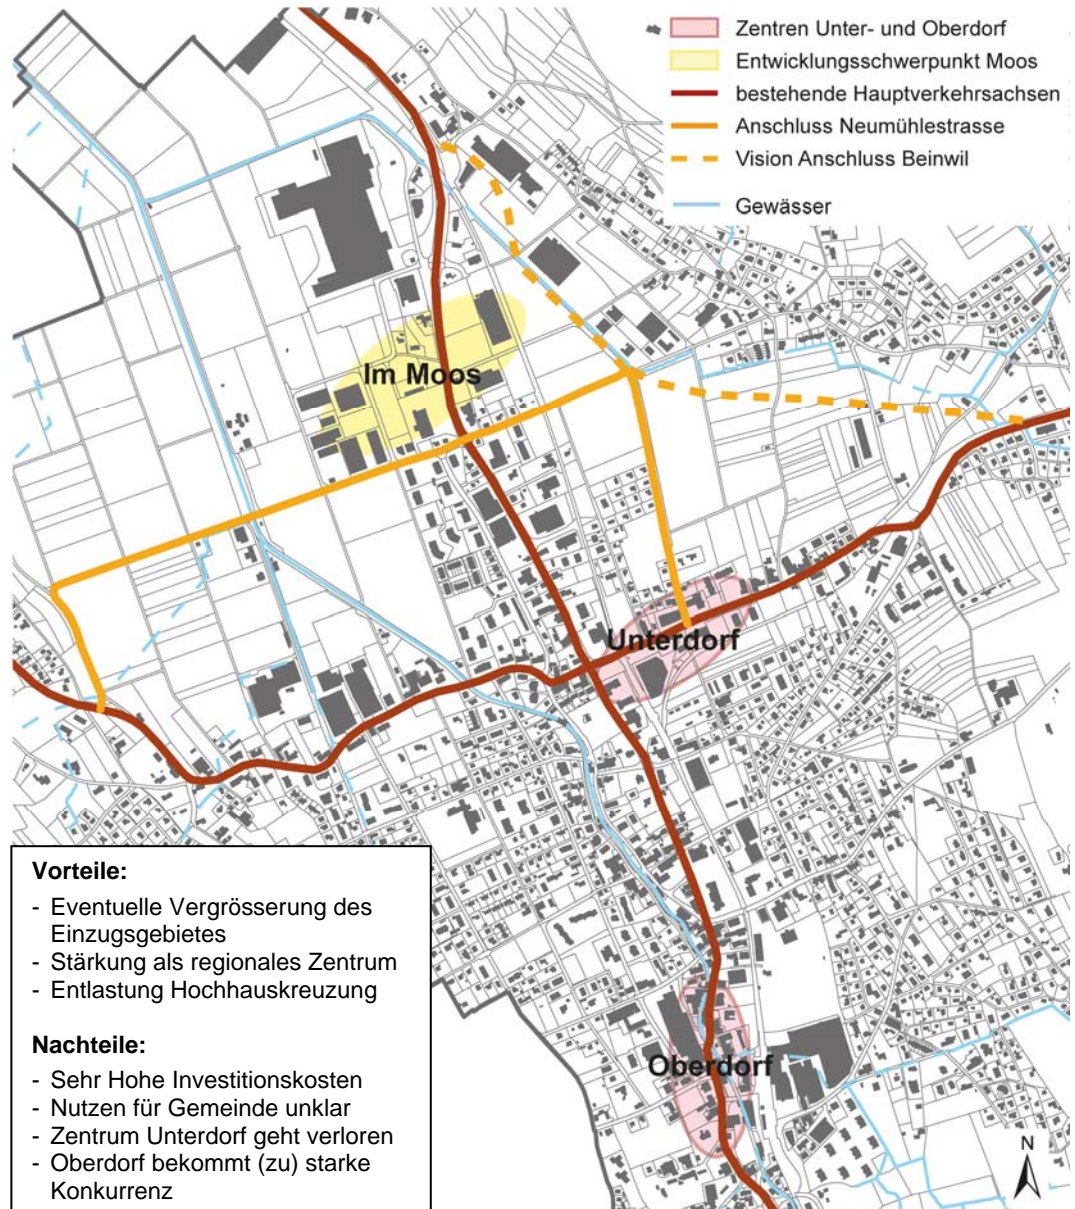 Zentren Unter- und Oberdorf
Entwicklungsschwerpunkt Moos
bestehende Hauptverkehrsachsen
Anschluss Neumühlestrasse
Vision Anschluss Beinwil
Gewässer
Im Moos
Unterdorf
Oberdorf
Vorteile:
- Eventuelle Vergrösserung des
Einzugsgebietes
- Stärkung als regionales Zentrum
- Entlastung Hochhauskreuzung
Nachteile:
- Sehr Hohe Investitionskosten
- Nutzen für Gemeinde unklar
- Zentrum Unterdorf geht verloren
- Oberdorf bekommt (zu) starke
Konkurrenz
N